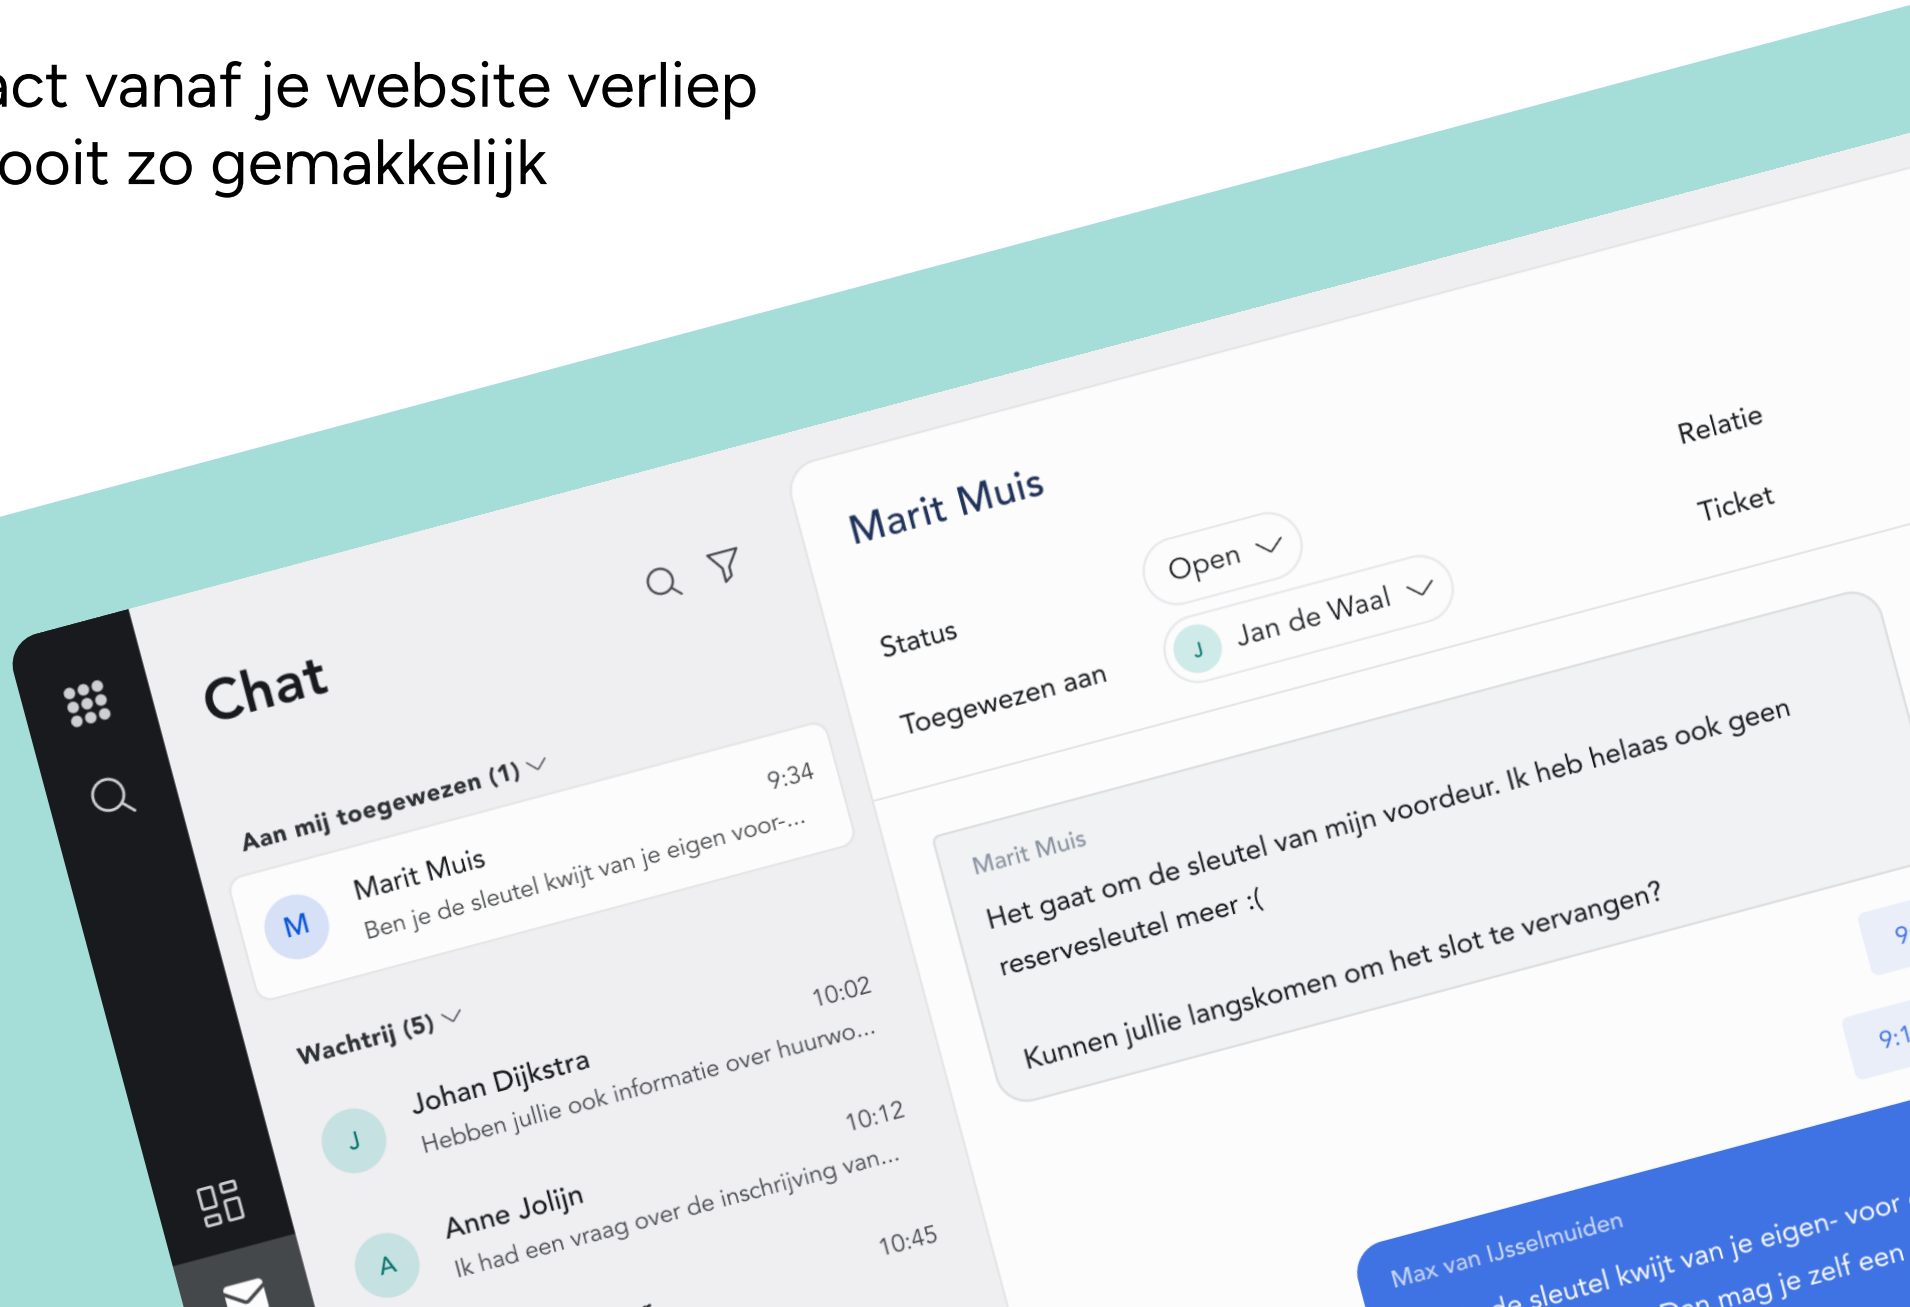 act vanaf je website verliep
ooit zo gemakkelijk
Chat
Aan mij toegewezen (1)
M
Marit Muis
9:34
Ben je de sleutel kwijt van je eigen voor-...
Wachtrij (5)
J
Johan Dijkstra
10:02
Hebben jullie ook informatie over huurwo...
A
Anne Jolijn
10:12
Ik had een vraag over de inschrijving van...
10:45
Marit Muis
Status
Open
Toegewezen aan
J
Jan de Waal
Relatie
Ticket
Marit Muis
Het gaat om de sleutel van mijn voordeur. Ik heb helaas ook geen
reservesleutel meer :(
Kunnen jullie langskomen om het slot te vervangen?
9
9:1
Max van IJsselmuiden
de sleutel kwijt van je eigen- voor
Dan mag je zelf een